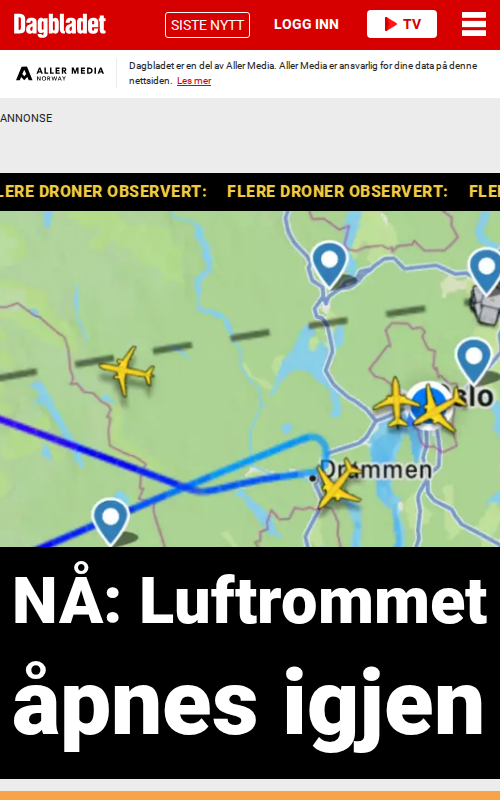 Dagbladet
SISTE NYTT
LOGG INN
TV
ALLER MEDIA
NORWAY
Dagbladet er en del av Aller Media. Aller Media er ansvarlig for dine data på denne
nettsiden. Les mer
ANNONSE
LERE DRONER OBSERVERT: FLERE DRONER OBSERVERT: FLE
slo
Drammen
NÅ: Luftrommet
åpnes igjen